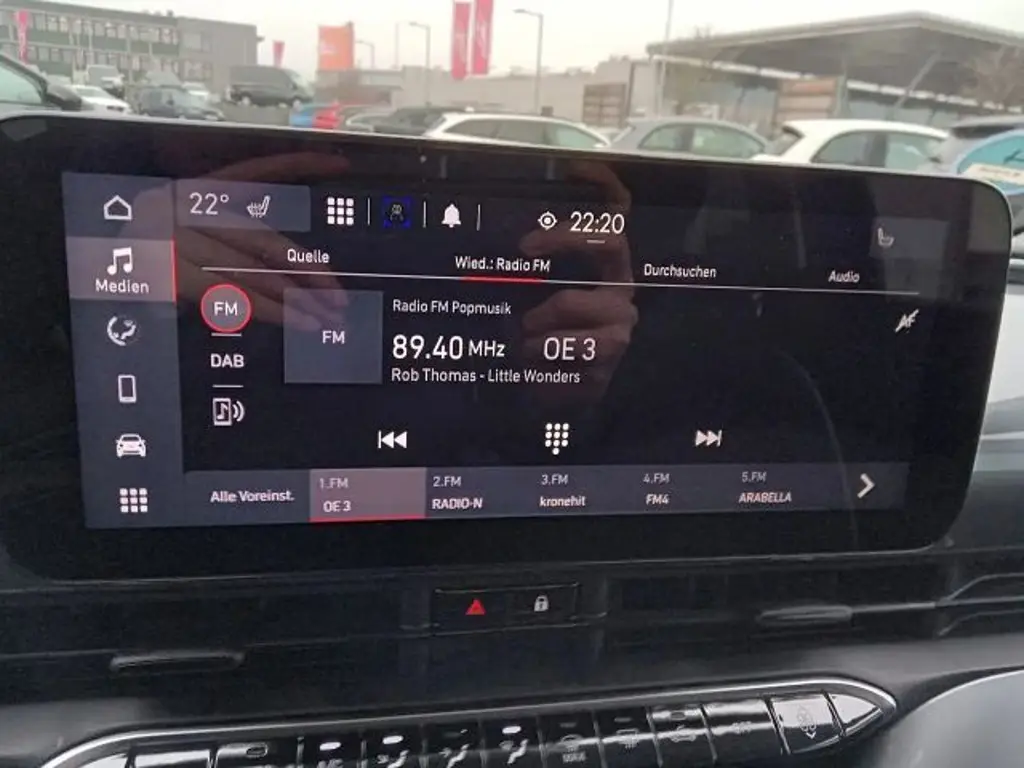 22°
22:20
Quelle
Wied.: Radio FM
Durchsuchen
Audio
Medien
FM
DAB
FM
Radio FM Popmusik
89.40 MHz OE 3
Rob Thomas - Little Wonders
Alle Voreinst.
1.FM
OE 3
2.FM
RADIO-N
3.FM
kronehit
4.FM
FM4
5.FM
ARABELLA